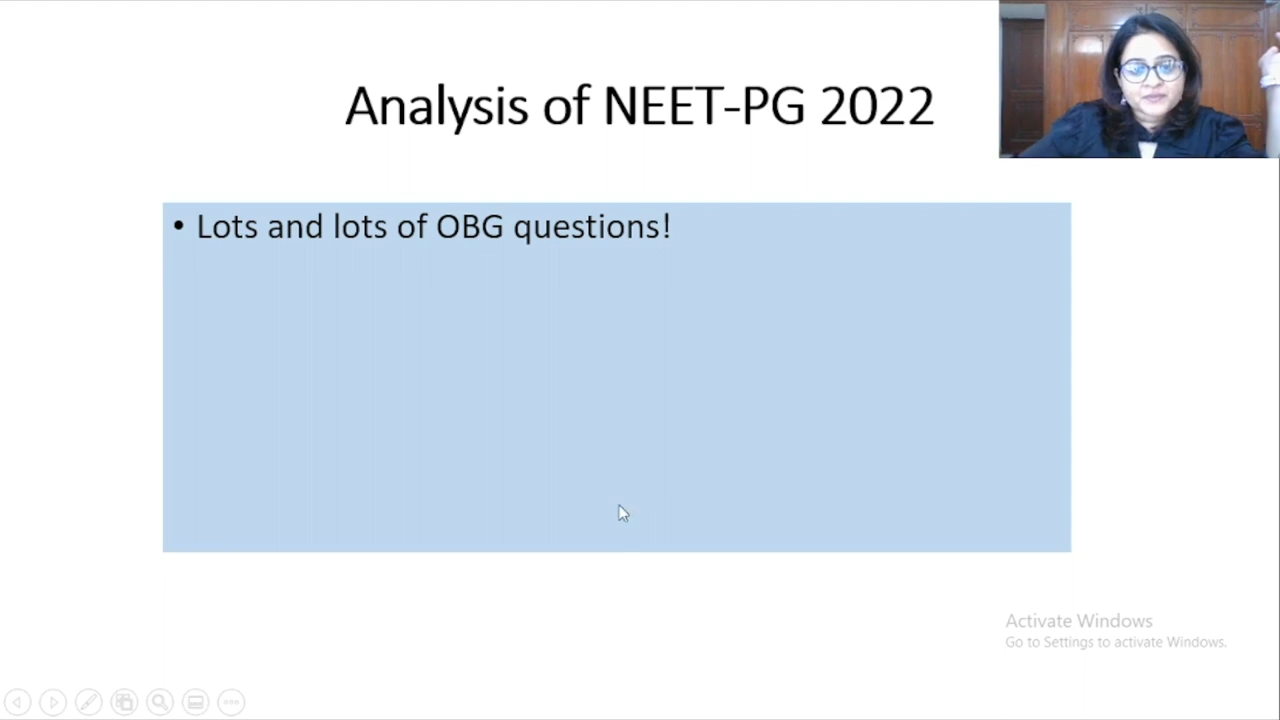 Analysis of NEET-PG 2022
• Lots and lots of OBG questions!
Activate Windows
Go to Settings to activate Windows.